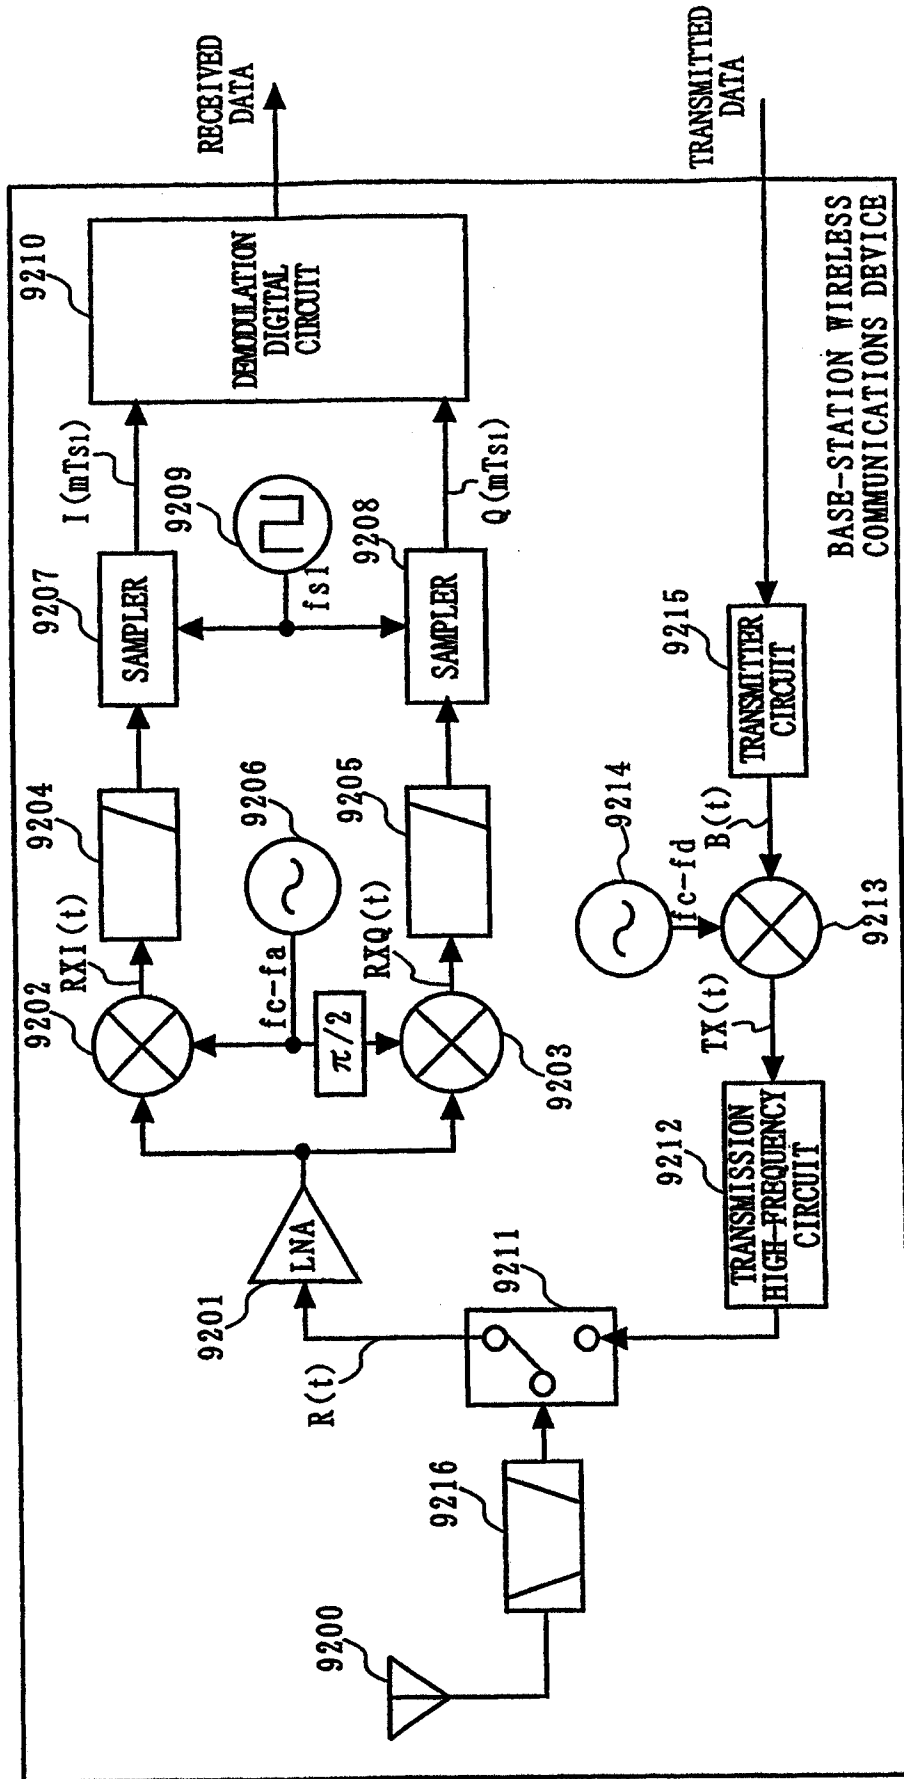 9200
9216
R(t)
9211
9201
LNA
9202
RXI(t)
9204
9207
SAMPLER
I(mTs1)
9210
DEMODULATION
DIGITAL
CIRCUIT
RECEIVED
DATA
fc-fa
π/2
9206
fs1
9209
9203
RXQ(t)
9205
9208
SAMPLER
Q(mTs1)
9212
TRANSMISSION
HIGH-FREQUENCY
CIRCUIT
TX(t)
9213
fc-fd
9214
B(t)
9215
TRANSMITTER
CIRCUIT
TRANSMITTED
DATA
BASE-STATION WIRELESS
COMMUNICATIONS DEVICE